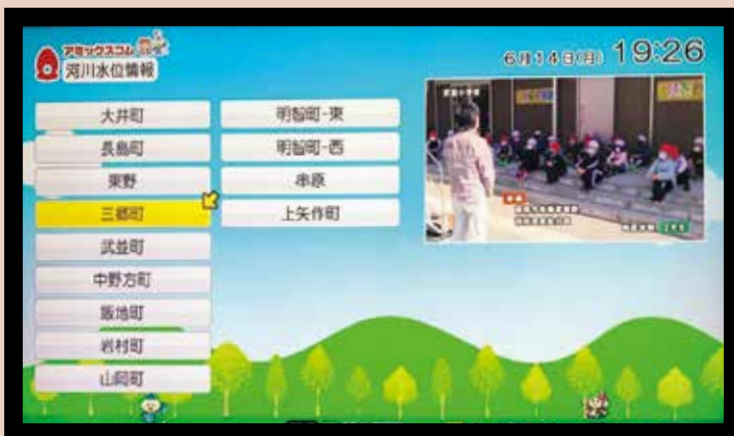 アミックスコム
河川水位情報
6月14日(月) 19:26
大井町
長島町
東野
三郷町
武並町
中野方町
飯地町
岩村町
山岡町
明智町-東
明智町-西
串原
上矢作町